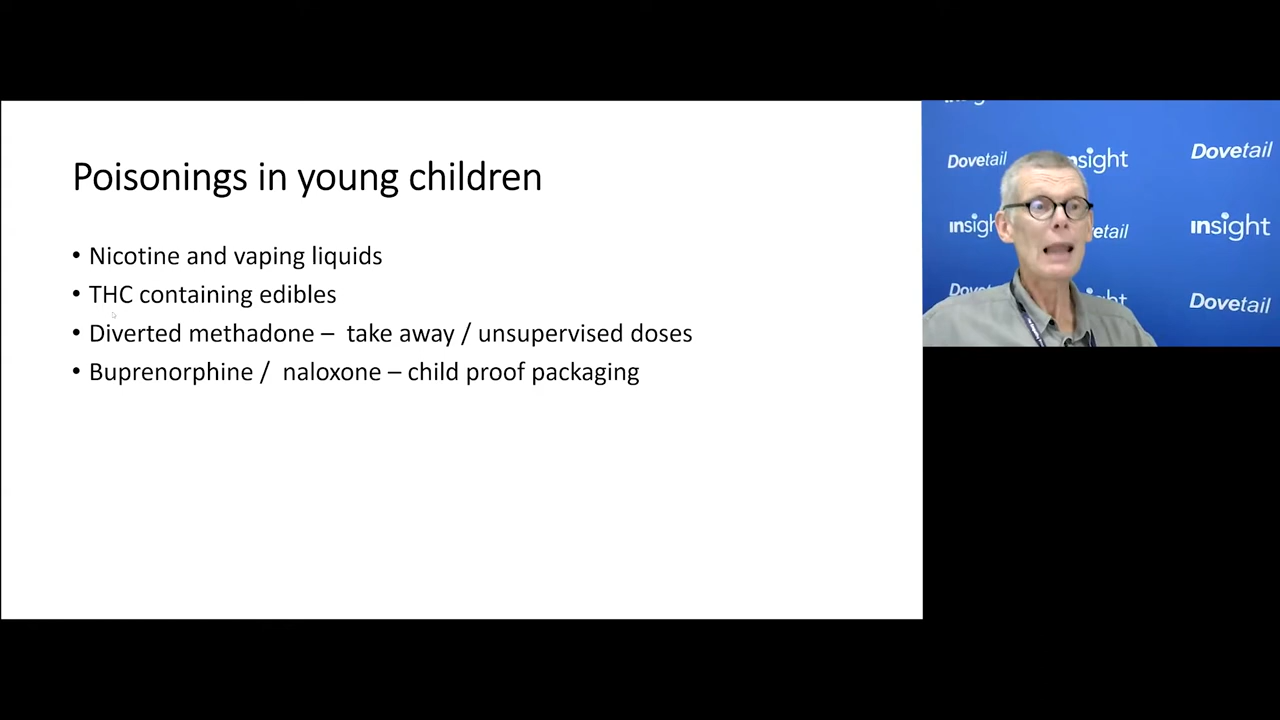 Poisonings in young children
• Nicotine and vaping liquids
• THC containing edibles
• Diverted methadone – take away / unsupervised doses
• Buprenorphine / naloxone – child proof packaging
Dovetail
Dovetail
insight
insight
Dovetail